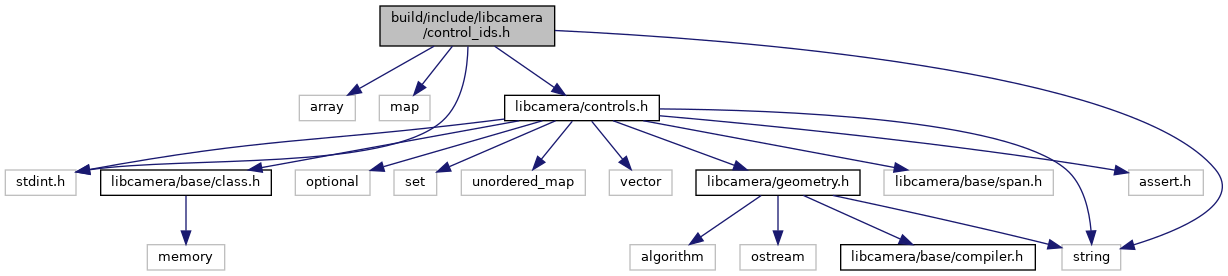 build/include/libcamera
/control_ids.h
array
map
libcamera/controls.h
stdint.h
libcamera/base/class.h
optional
set
unordered_map
vector
libcamera/geometry.h
libcamera/base/span.h
assert.h
memory
algorithm
ostream
libcamera/base/compiler.h
string